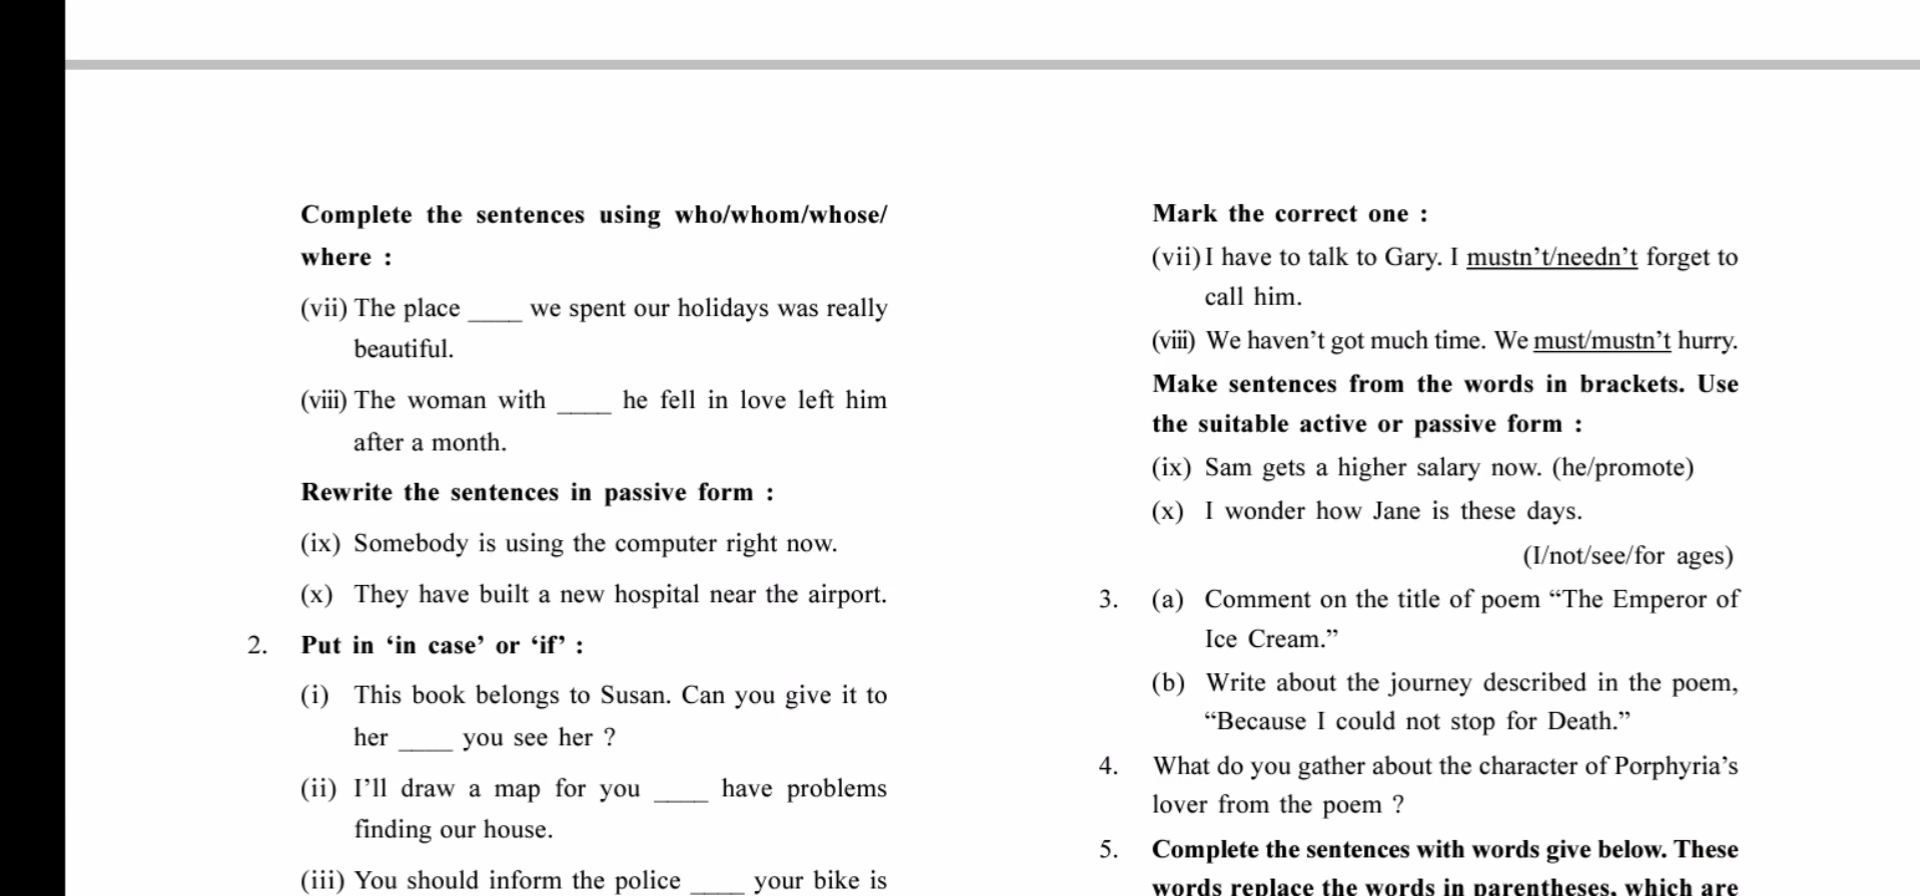 Complete the sentences using who/whom/whose/
where :
(vii) The place ____ we spent our holidays was really
beautiful.
(viii) The woman with ____ he fell in love left him
after a month.
Rewrite the sentences in passive form :
(ix) Somebody is using the computer right now.
(x) They have built a new hospital near the airport.
2. Put in ‘in case’ or ‘if’ :
(i) This book belongs to Susan. Can you give it to
her ____ you see her ?
(ii) I’ll draw a map for you ____ have problems
finding our house.
(iii) You should inform the police ____ your bike is
Mark the correct one :
(vii) I have to talk to Gary. I mustn’t/needn’t forget to
call him.
(viii) We haven’t got much time. We must/mustn’t hurry.
Make sentences from the words in brackets. Use
the suitable active or passive form :
(ix) Sam gets a higher salary now. (he/promote)
(x) I wonder how Jane is these days.
(I/not/see/for ages)
3. (a) Comment on the title of poem “The Emperor of
Ice Cream.”
(b) Write about the journey described in the poem,
“Because I could not stop for Death.”
4. What do you gather about the character of Porphyria’s
lover from the poem ?
5. Complete the sentences with words give below. These
words replace the words in parentheses, which are